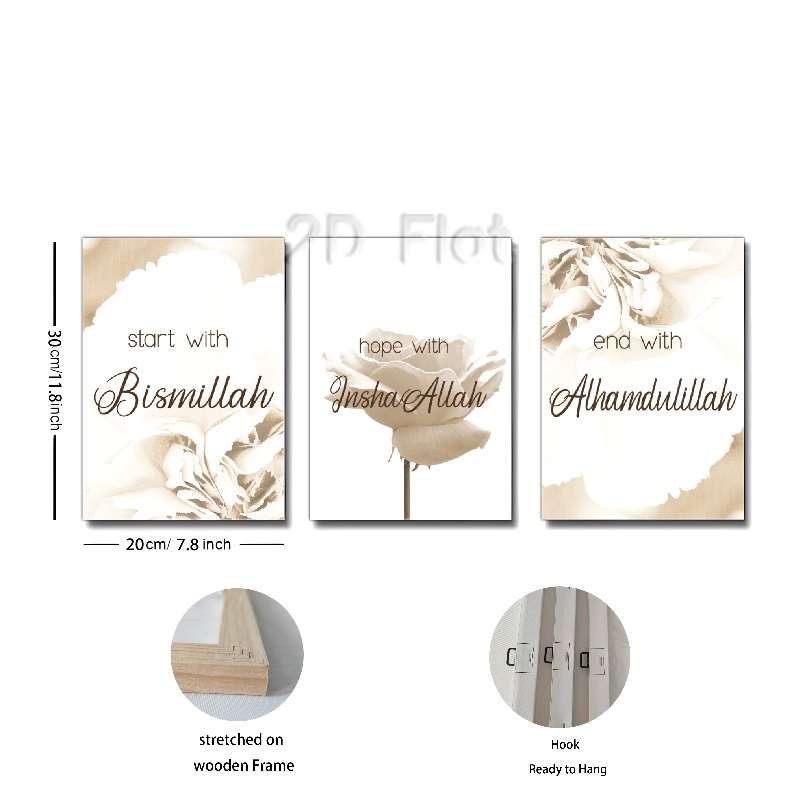 2D Flat
start with
Bismillah
hope with
InshaAllah
end with
Alhamdulillah
30cm/11.8inch
20cm/ 7.8 inch
stretched on
wooden Frame
Hook
Ready to Hang